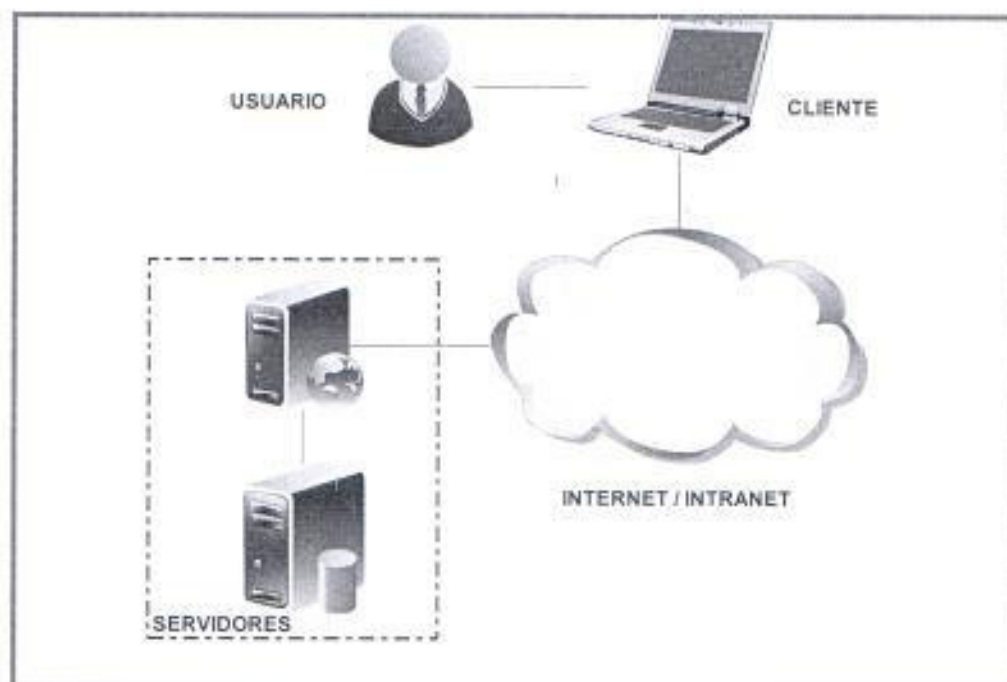 USUARIO
CLIENTE
INTERNET / INTRANET
SERVIDORES